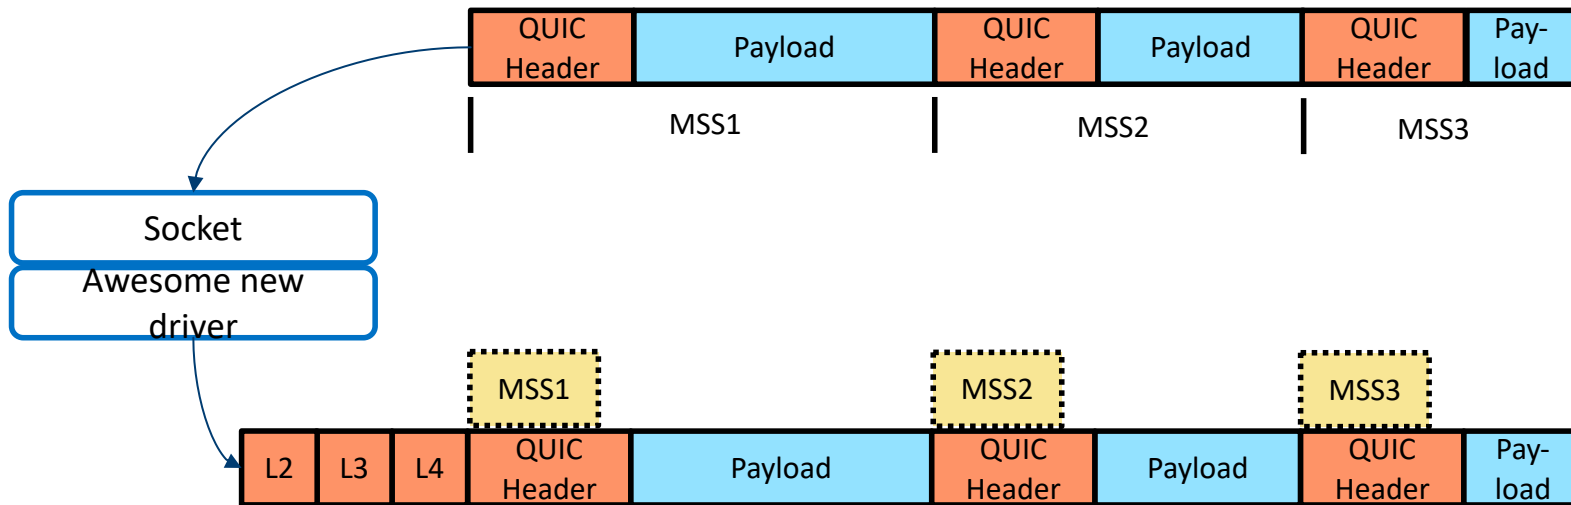 QUIC
Header
Payload
QUIC
Header
Payload
QUIC
Header
Pay-
load
MSS1
MSS2
MSS3
Socket
Awesome new
driver
MSS1
MSS2
MSS3
L2
L3
L4
QUIC
Header
Payload
QUIC
Header
Payload
QUIC
Header
Pay-
load